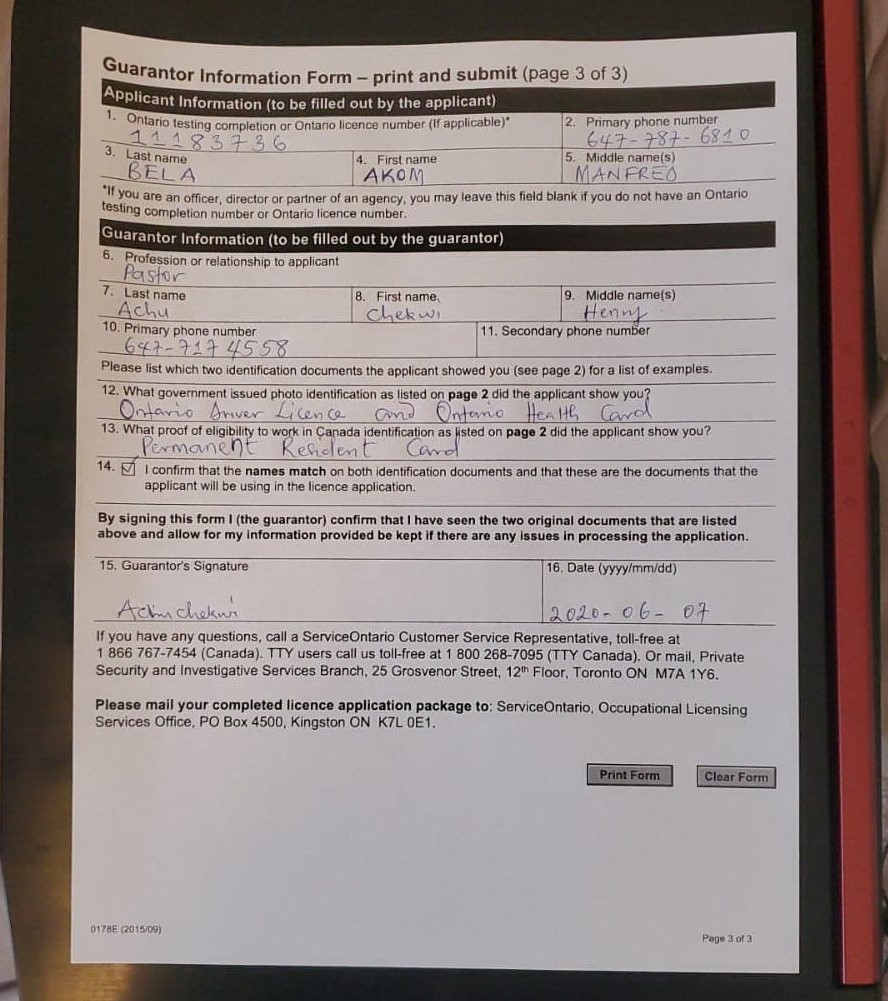 Guarantor Information Form – print and submit (page 3 of 3)
Applicant Information (to be filled out by the applicant)
1. Ontario testing completion or Ontario licence number (If applicable)* 2. Primary phone number
11183736 647-787-6810
3. Last name 4. First name 5. Middle name(s)
BELA AKOM MANFRED
*If you are an officer, director or partner of an agency, you may leave this field blank if you do not have an Ontario
testing completion number or Ontario licence number.
Guarantor Information (to be filled out by the guarantor)
6. Profession or relationship to applicant
Pastor
7. Last name 8. First name 9. Middle name(s)
Achu Chekwi Henry
10. Primary phone number 11. Secondary phone number
647-717 4558
Please list which two identification documents the applicant showed you (see page 2) for a list of examples.
12. What government issued photo identification as listed on page 2 did the applicant show you?
Ontario Driver Licence and Ontario Health Card
13. What proof of eligibility to work in Canada identification as listed on page 2 did the applicant show you?
Permanent Resident Card
14. ☑ I confirm that the names match on both identification documents and that these are the documents that the
applicant will be using in the licence application.
By signing this form I (the guarantor) confirm that I have seen the two original documents that are listed
above and allow for my information provided be kept if there are any issues in processing the application.
15. Guarantor's Signature 16. Date (yyyy/mm/dd)
Achu chekwi 2020-06-07
If you have any questions, call a ServiceOntario Customer Service Representative, toll-free at
1 866 767-7454 (Canada). TTY users call us toll-free at 1 800 268-7095 (TTY Canada). Or mail, Private
Security and Investigative Services Branch, 25 Grosvenor Street, 12th Floor, Toronto ON M7A 1Y6.
Please mail your completed licence application package to: ServiceOntario, Occupational Licensing
Services Office, PO Box 4500, Kingston ON K7L 0E1.
Print Form Clear Form
0178E (2015/09)
Page 3 of 3